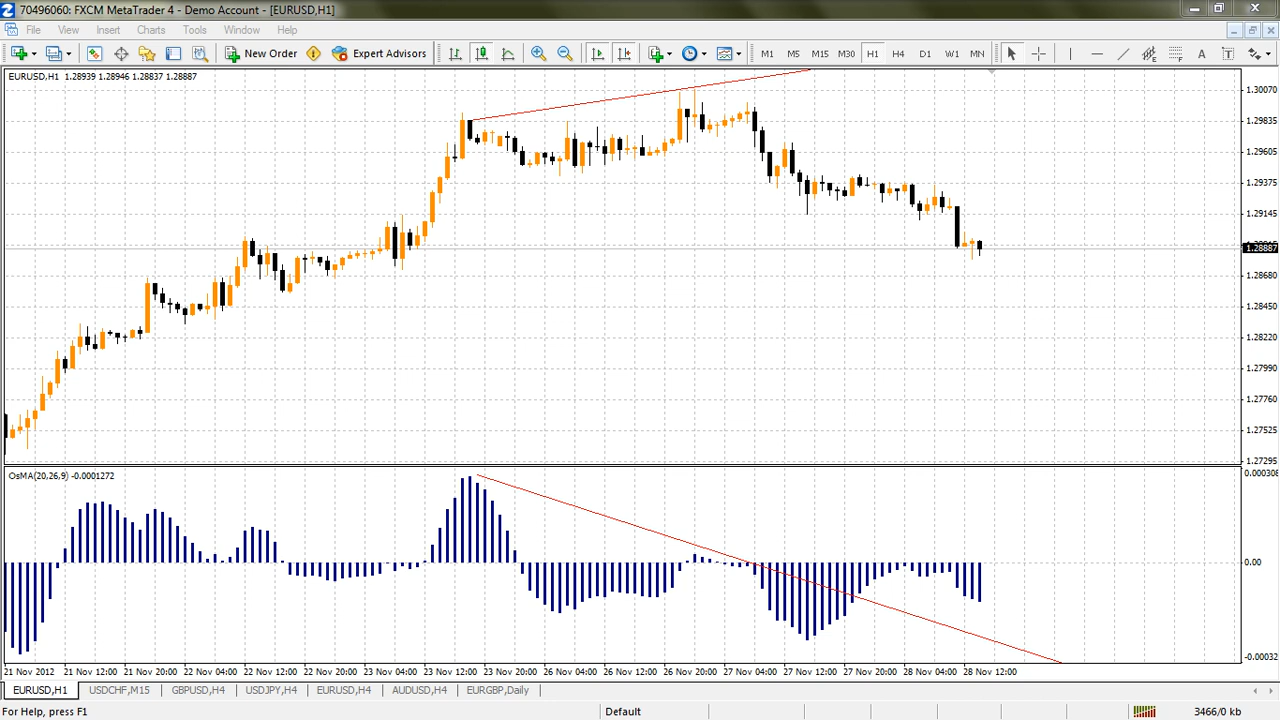 70496060: FXCM MetaTrader 4 - Demo Account - [EURUSD,H1]
File View Insert Charts Tools Window Help
New Order Expert Advisors M1 M5 M15 M30 H1 H4 D1 W1 MN A T
EURUSD,H1 1.28939 1.28946 1.28837 1.28887
1.30070
1.29835
1.29605
1.29375
1.29145
1.28887
1.28680
1.28450
1.28220
1.27990
1.27760
1.27525
1.27295
OsMA(20,26,9) -0.0001272
0.000308
0.00
-0.00032
21 Nov 2012 21 Nov 12:00 21 Nov 20:00 22 Nov 04:00 22 Nov 12:00 22 Nov 20:00 23 Nov 04:00 23 Nov 12:00 23 Nov 20:00 26 Nov 04:00 26 Nov 12:00 26 Nov 20:00 27 Nov 04:00 27 Nov 12:00 27 Nov 20:00 28 Nov 04:00 28 Nov 12:00
EURUSD,H1 USDCHF,M15 GBPUSD,H4 USDJPY,H4 EURUSD,H4 AUDUSD,H4 EURGBP,Daily
For Help, press F1 Default 3466/0 kb